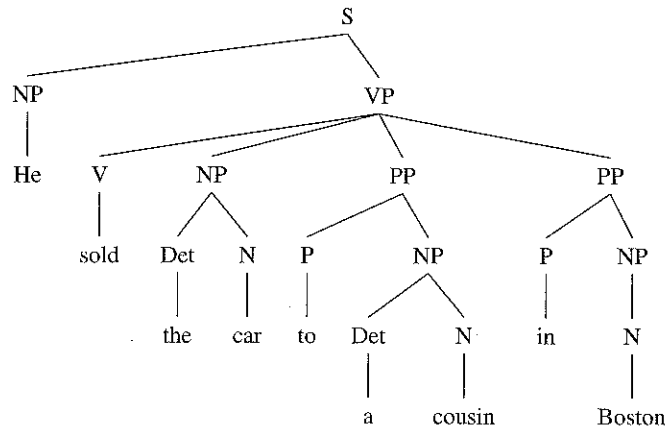 S
NP VP
He V NP PP PP
sold Det N P NP P NP
the car to Det N in N
a cousin Boston